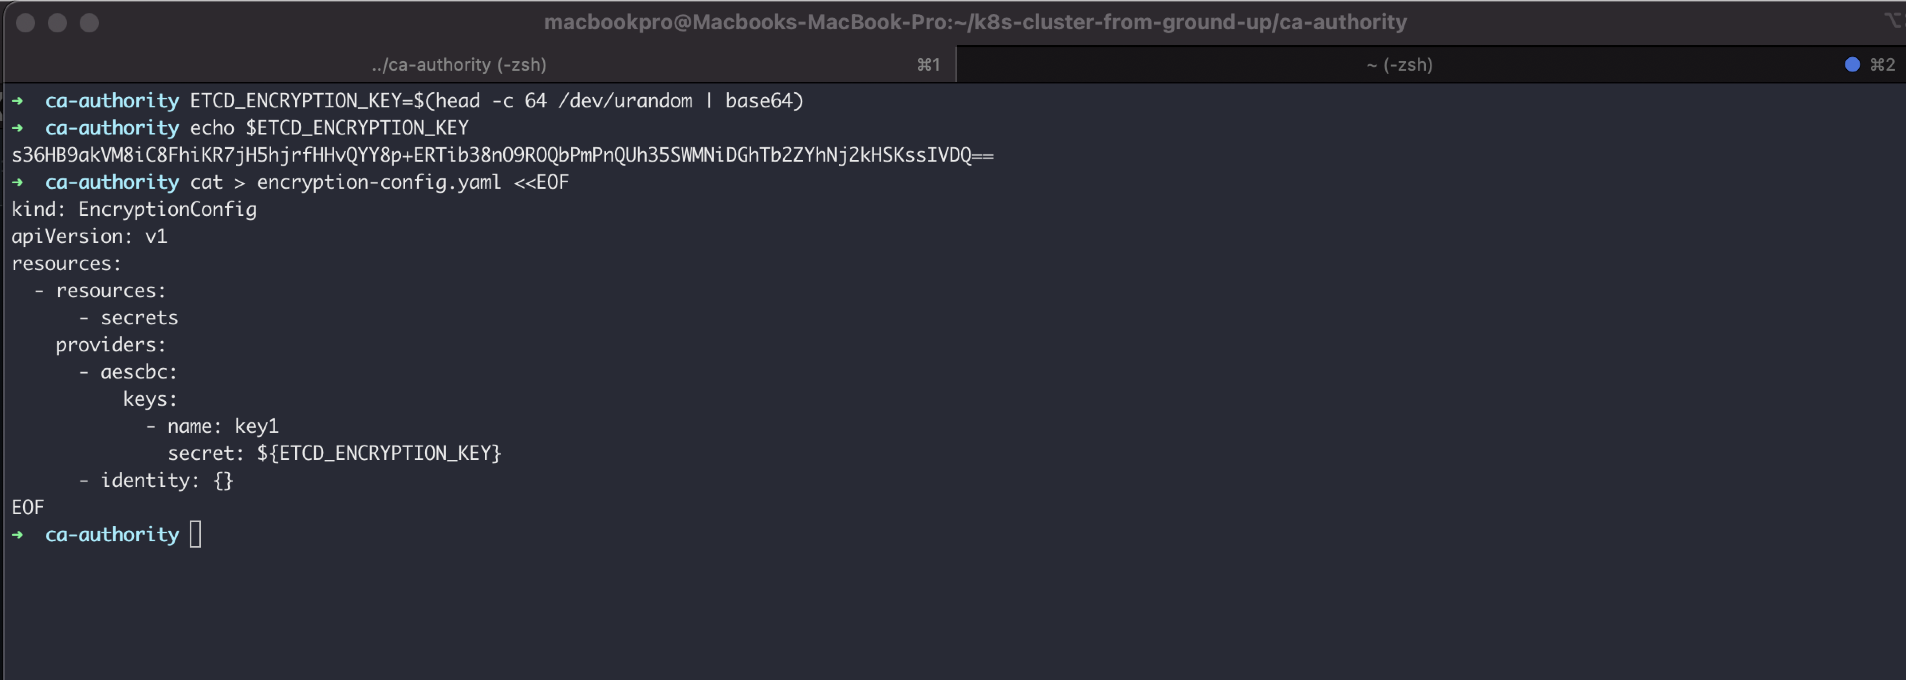 macbookpro@Macbooks-MacBook-Pro:~/k8s-cluster-from-ground-up/ca-authority
../ca-authority (-zsh) ⌘1 ~ (-zsh) ⌘2
➜ ca-authority ETCD_ENCRYPTION_KEY=$(head -c 64 /dev/urandom | base64)
➜ ca-authority echo $ETCD_ENCRYPTION_KEY
s36HB9akVM8iC8FhiKR7jH5hjrfHHvQYY8p+ERTib38nO9ROQbPmPnQUh35SWMNiDGhTb2ZYhNj2kHSKssIVDQ==
➜ ca-authority cat > encryption-config.yaml <<EOF
kind: EncryptionConfig
apiVersion: v1
resources:
  - resources:
      - secrets
    providers:
      - aescbc:
          keys:
            - name: key1
              secret: ${ETCD_ENCRYPTION_KEY}
      - identity: {}
EOF
➜ ca-authority